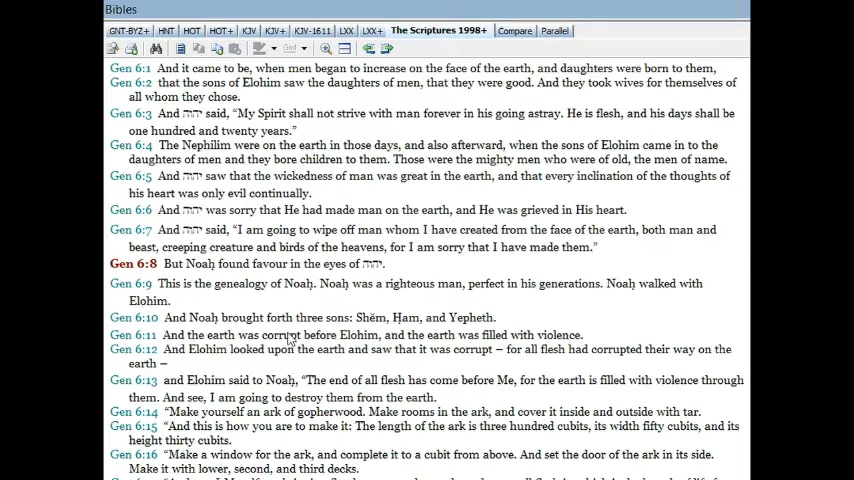 Bibles
GNT-BYZ+ HNT HOT HOT+ KJV KJV+ KJV-1611 LXX LXX+ The Scriptures 1998+ Compare Parallel
God
Gen 6:1 And it came to be, when men began to increase on the face of the earth, and daughters were born to them,
Gen 6:2 that the sons of Elohim saw the daughters of men, that they were good. And they took wives for themselves of
all whom they chose.
Gen 6:3 And יהוה said, “My Spirit shall not strive with man forever in his going astray. He is flesh, and his days shall be
one hundred and twenty years.”
Gen 6:4 The Nephilim were on the earth in those days, and also afterward, when the sons of Elohim came in to the
daughters of men and they bore children to them. Those were the mighty men who were of old, the men of name.
Gen 6:5 And יהוה saw that the wickedness of man was great in the earth, and that every inclination of the thoughts of
his heart was only evil continually.
Gen 6:6 And יהוה was sorry that He had made man on the earth, and He was grieved in His heart.
Gen 6:7 And יהוה said, “I am going to wipe off man whom I have created from the face of the earth, both man and
beast, creeping creature and birds of the heavens, for I am sorry that I have made them.”
Gen 6:8 But Noaḥ found favour in the eyes of יהוה.
Gen 6:9 This is the genealogy of Noaḥ. Noaḥ was a righteous man, perfect in his generations. Noaḥ walked with
Elohim.
Gen 6:10 And Noaḥ brought forth three sons: Shĕm, Ḥam, and Yepheth.
Gen 6:11 And the earth was corrupt before Elohim, and the earth was filled with violence.
Gen 6:12 And Elohim looked upon the earth and saw that it was corrupt – for all flesh had corrupted their way on the
earth –
Gen 6:13 and Elohim said to Noaḥ, “The end of all flesh has come before Me, for the earth is filled with violence through
them. And see, I am going to destroy them from the earth.
Gen 6:14 “Make yourself an ark of gopherwood. Make rooms in the ark, and cover it inside and outside with tar.
Gen 6:15 “And this is how you are to make it: The length of the ark is three hundred cubits, its width fifty cubits, and its
height thirty cubits.
Gen 6:16 “Make a window for the ark, and complete it to a cubit from above. And set the door of the ark in its side.
Make it with lower, second, and third decks.